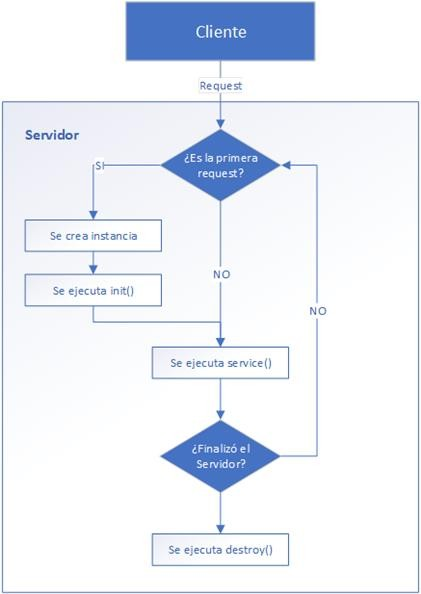 Cliente
Request
Servidor
¿Es la primera
request?
SI
Se crea instancia
Se ejecuta init()
NO
NO
Se ejecuta service()
¿Finalizó el
Servidor?
Se ejecuta destroy()